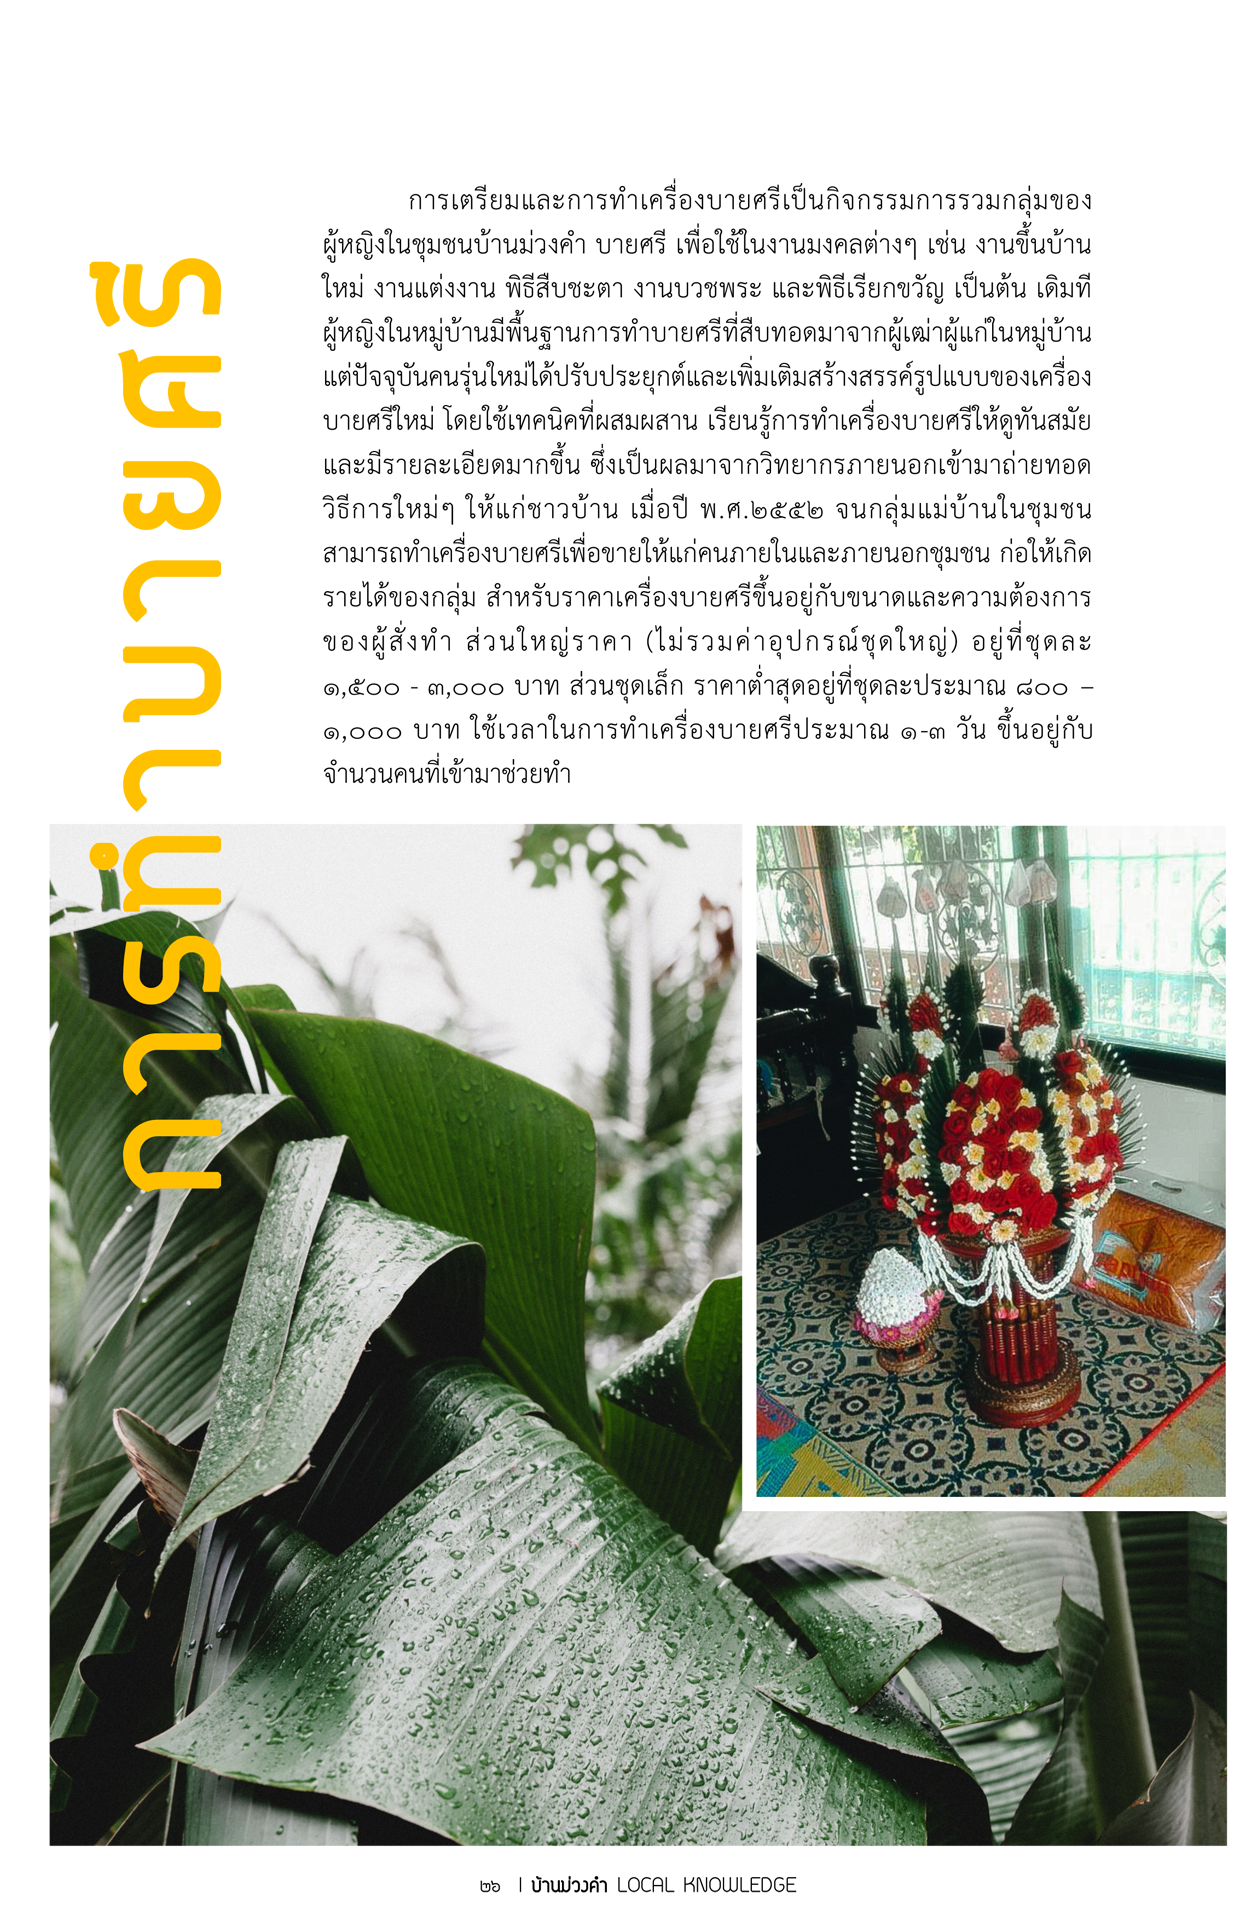 การทำบายศรี
การเตรียมและการทำเครื่องบายศรีเป็นกิจกรรมการรวมกลุ่มของ
ผู้หญิงในชุมชนบ้านม่วงคำ บายศรี เพื่อใช้ในงานมงคลต่างๆ เช่น งานขึ้นบ้าน
ใหม่ งานแต่งงาน พิธีสืบชะตา งานบวชพระ และพิธีเรียกขวัญ เป็นต้น เดิมที
ผู้หญิงในหมู่บ้านมีพื้นฐานการทำบายศรีที่สืบทอดมาจากผู้เฒ่าผู้แก่ในหมู่บ้าน
แต่ปัจจุบันคนรุ่นใหม่ได้ปรับประยุกต์และเพิ่มเติมสร้างสรรค์รูปแบบของเครื่อง
บายศรีใหม่ โดยใช้เทคนิคที่ผสมผสาน เรียนรู้การทำเครื่องบายศรีให้ดูทันสมัย
และมีรายละเอียดมากขึ้น ซึ่งเป็นผลมาจากวิทยากรภายนอกเข้ามาถ่ายทอด
วิธีการใหม่ๆ ให้แก่ชาวบ้าน เมื่อปี พ.ศ.๒๕๕๒ จนกลุ่มแม่บ้านในชุมชน
สามารถทำเครื่องบายศรีเพื่อขายให้แก่คนภายในและภายนอกชุมชน ก่อให้เกิด
รายได้ของกลุ่ม สำหรับราคาเครื่องบายศรีขึ้นอยู่กับขนาดและความต้องการ
ของผู้สั่งทำ ส่วนใหญ่ราคา (ไม่รวมค่าอุปกรณ์ชุดใหญ่) อยู่ที่ชุดละ
๑,๕๐๐ - ๓,๐๐๐ บาท ส่วนชุดเล็ก ราคาต่ำสุดอยู่ที่ชุดละประมาณ ๘๐๐ –
๑,๐๐๐ บาท ใช้เวลาในการทำเครื่องบายศรีประมาณ ๑-๓ วัน ขึ้นอยู่กับ
จำนวนคนที่เข้ามาช่วยทำ
๒๖ | บ้านม่วงคำ LOCAL KNOWLEDGE